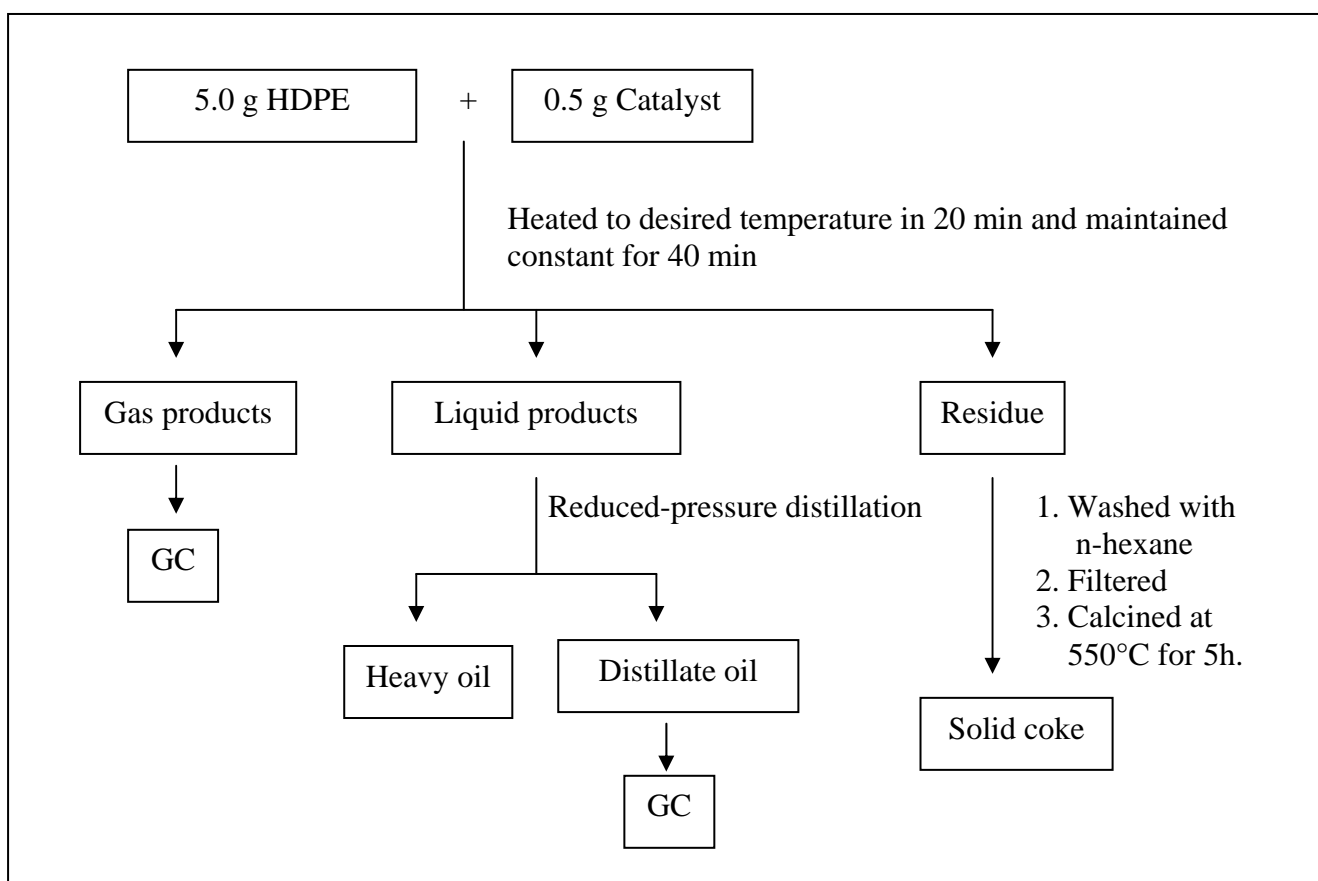 5.0 g HDPE
+
0.5 g Catalyst
Heated to desired temperature in 20 min and maintained
constant for 40 min
Gas products
Liquid products
Residue
GC
Reduced-pressure distillation
Heavy oil
Distillate oil
GC
1. Washed with
n-hexane
2. Filtered
3. Calcined at
550°C for 5h.
Solid coke